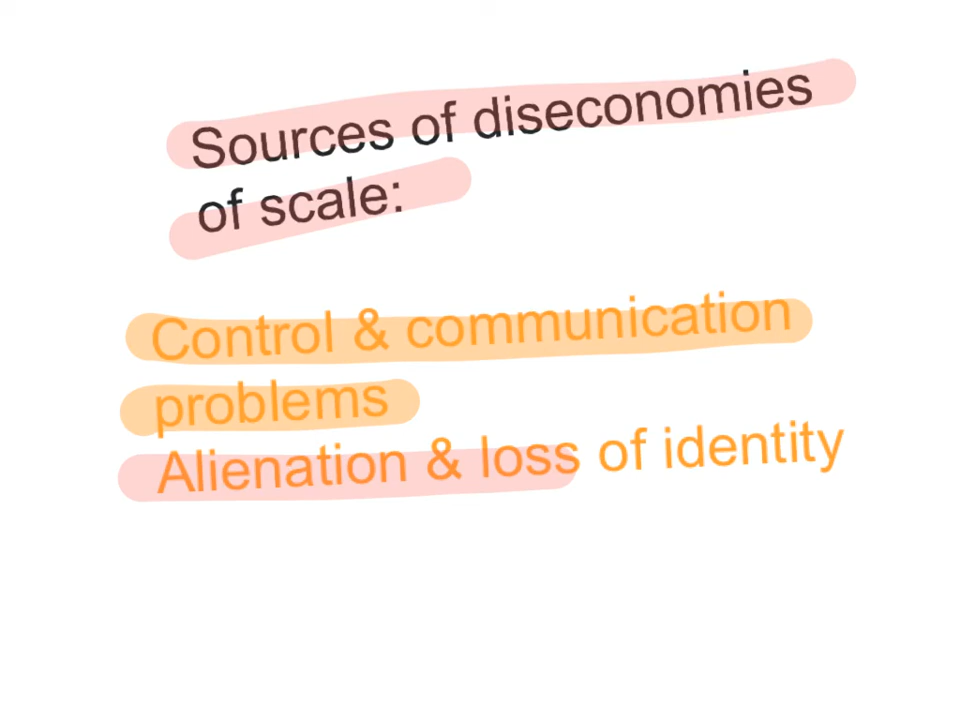 Sources of diseconomies
of scale:
Control & communication
problems
Alienation & loss of identity